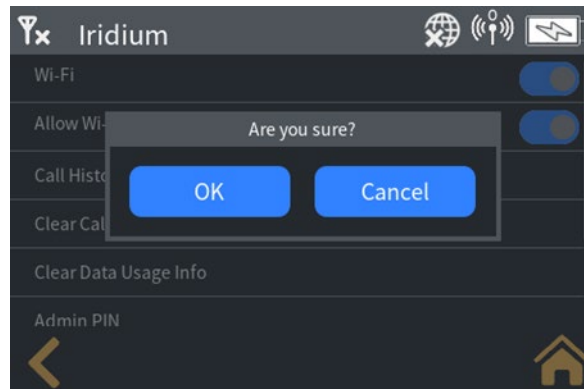 Iridium
0
Wi-Fi
Allow Wi-
Are you sure?
Call Histo
OK
Cancel
Clear Cal
Clear Data Usage Info
Admin PIN